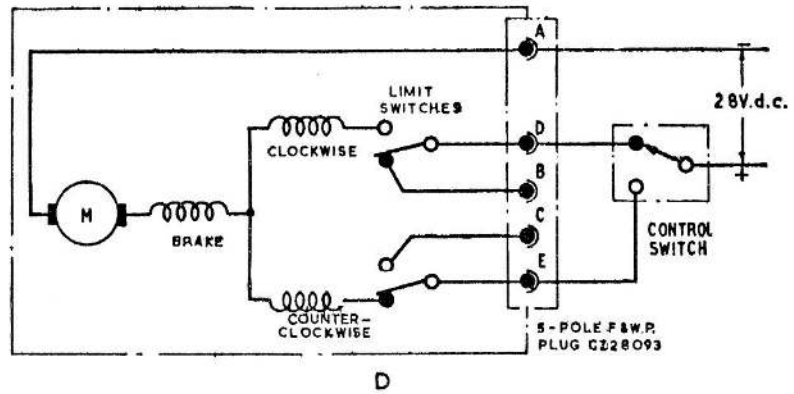 A
28V.d.c.
LIMIT
SWITCHES
D
CLOCKWISE
B
M
C
CONTROL
SWITCH
BRAKE
E
COUNTER-
CLOCKWISE
5-POLE F&W.P.
PLUG CZ28093
D